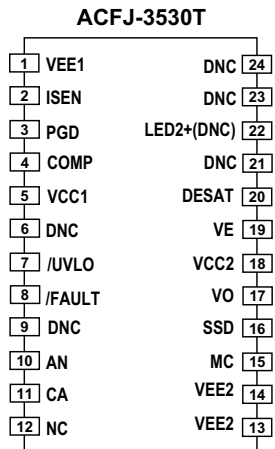 ACFJ-3530T
1 VEE1 DNC 24
2 ISEN DNC 23
3 PGD LED2+(DNC) 22
4 COMP DNC 21
5 VCC1 DESAT 20
6 DNC VE 19
7 /UVLO VCC2 18
8 /FAULT VO 17
9 DNC SSD 16
10 AN MC 15
11 CA VEE2 14
12 NC VEE2 13